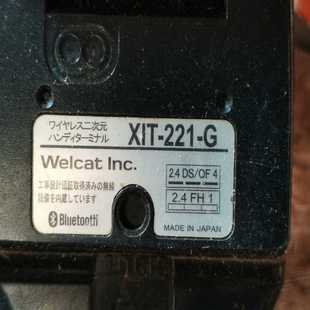 ワイヤレス二次元
ハンディターミナル XIT-221-G
Welcat Inc.
2.4 DS/OF 4
工事設計認証取得済みの無線
設備を内蔵しています
2.4 FH 1
Bluetooth
MADE IN JAPAN